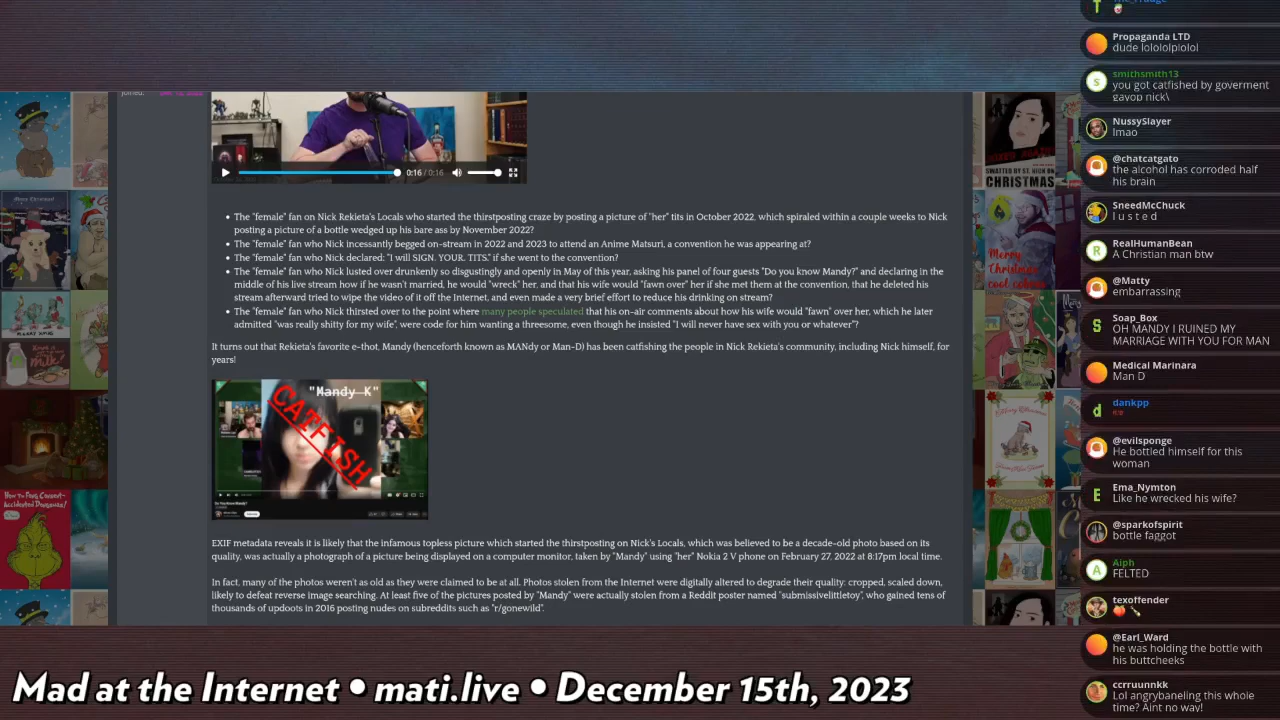 joined:
0:16 / 0:16
• The "female" fan on Nick Rekieta's Locals who started the thirstposting craze by posting a picture of "her" tits in October 2022, which spiraled within a couple weeks to Nick
posting a picture of a bottle wedged up his bare ass by November 2022?
• The "female" fan who Nick incessantly begged on-stream in 2022 and 2023 to attend an Anime Matsuri, a convention he was appearing at?
• The "female" fan who Nick declared: "I will SIGN. YOUR. TITS," if she went to the convention?
• The "female" fan who Nick lusted over drunkenly so disgustingly and openly in May of this year, asking his panel of four guests "Do you know Mandy?" and declaring in the
middle of his live stream how if he wasn't married, he would "wreck" her, and that his wife would "fawn over" her if she met them at the convention, that he deleted his
stream afterward tried to wipe the video of it off the Internet, and even made a very brief effort to reduce his drinking on stream?
• The "female" fan who Nick thirsted over to the point where many people speculated that his on-air comments about how his wife would "fawn" over her, which he later
admitted "was really shitty for my wife", were code for him wanting a threesome, even though he insisted "I will never have sex with you or whatever"?
It turns out that Rekieta's favorite e-thot, Mandy (henceforth known as MANdy or Man-D) has been catfishing the people in Nick Rekieta's community, including Nick himself, for
years!
"Mandy K"
CATFISH
EXIF metadata reveals it is likely that the infamous topless picture which started the thirstposting on Nick's Locals, which was believed to be a decade-old photo based on its
quality, was actually a photograph of a picture being displayed on a computer monitor, taken by "Mandy" using "her" Nokia 2 V phone on February 27, 2022 at 8:17pm local time.
In fact, many of the photos weren't as old as they were claimed to be at all. Photos stolen from the Internet were digitally altered to degrade their quality: cropped, scaled down,
likely to defeat reverse image searching. At least five of the pictures posted by "Mandy" were actually stolen from a Reddit poster named "submissivelittletoy", who gained tens of
thousands of updoots in 2016 posting nudes on subreddits such as "r/gonewild".
Propaganda LTD
dude lolololplolol
smithsmith13
you got catfished by goverment
gayop nick\
NussySlayer
lmao
@chatcatgato
the alcohol has corroded half
his brain
SneedMcChuck
l u s t e d
RealHumanBean
A Christian man btw
@Matty
embarrassing
Soap_Box
OH MANDY I RUINED MY
MARRIAGE WITH YOU FOR MAN
Medical Marinara
Man D
dankpp
@evilsponge
He bottled himself for this
woman
Ema_Nymton
Like he wrecked his wife?
@sparkofspirit
bottle faggot
Aiph
FELTED
texoffender
@Earl_Ward
he was holding the bottle with
his buttcheeks
ccrruunnkk
Lol angrybaneling this whole
time? Aint no way!
SWATTED BY ST. NICK ON
CHRISTMAS
Merry
Christmas
Mad at the Internet • mati.live • December 15th, 2023